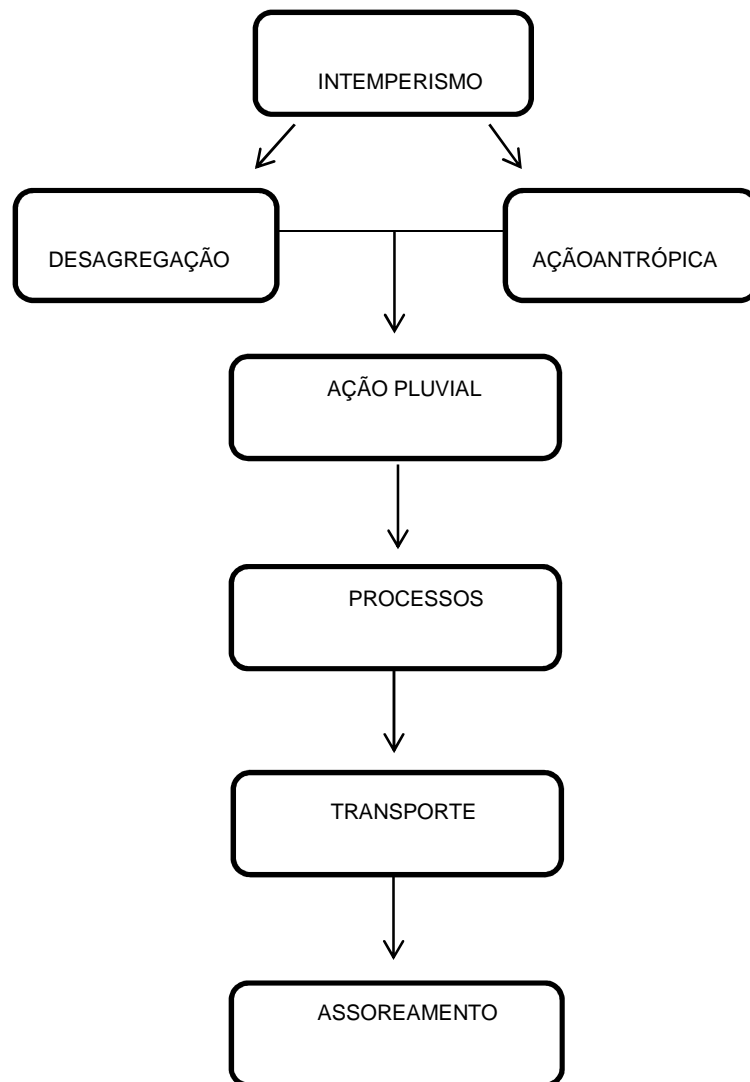 INTEMPERISMO
DESAGREGAÇÃO
AÇÃOANTRÓPICA
AÇÃO PLUVIAL
PROCESSOS
TRANSPORTE
ASSOREAMENTO